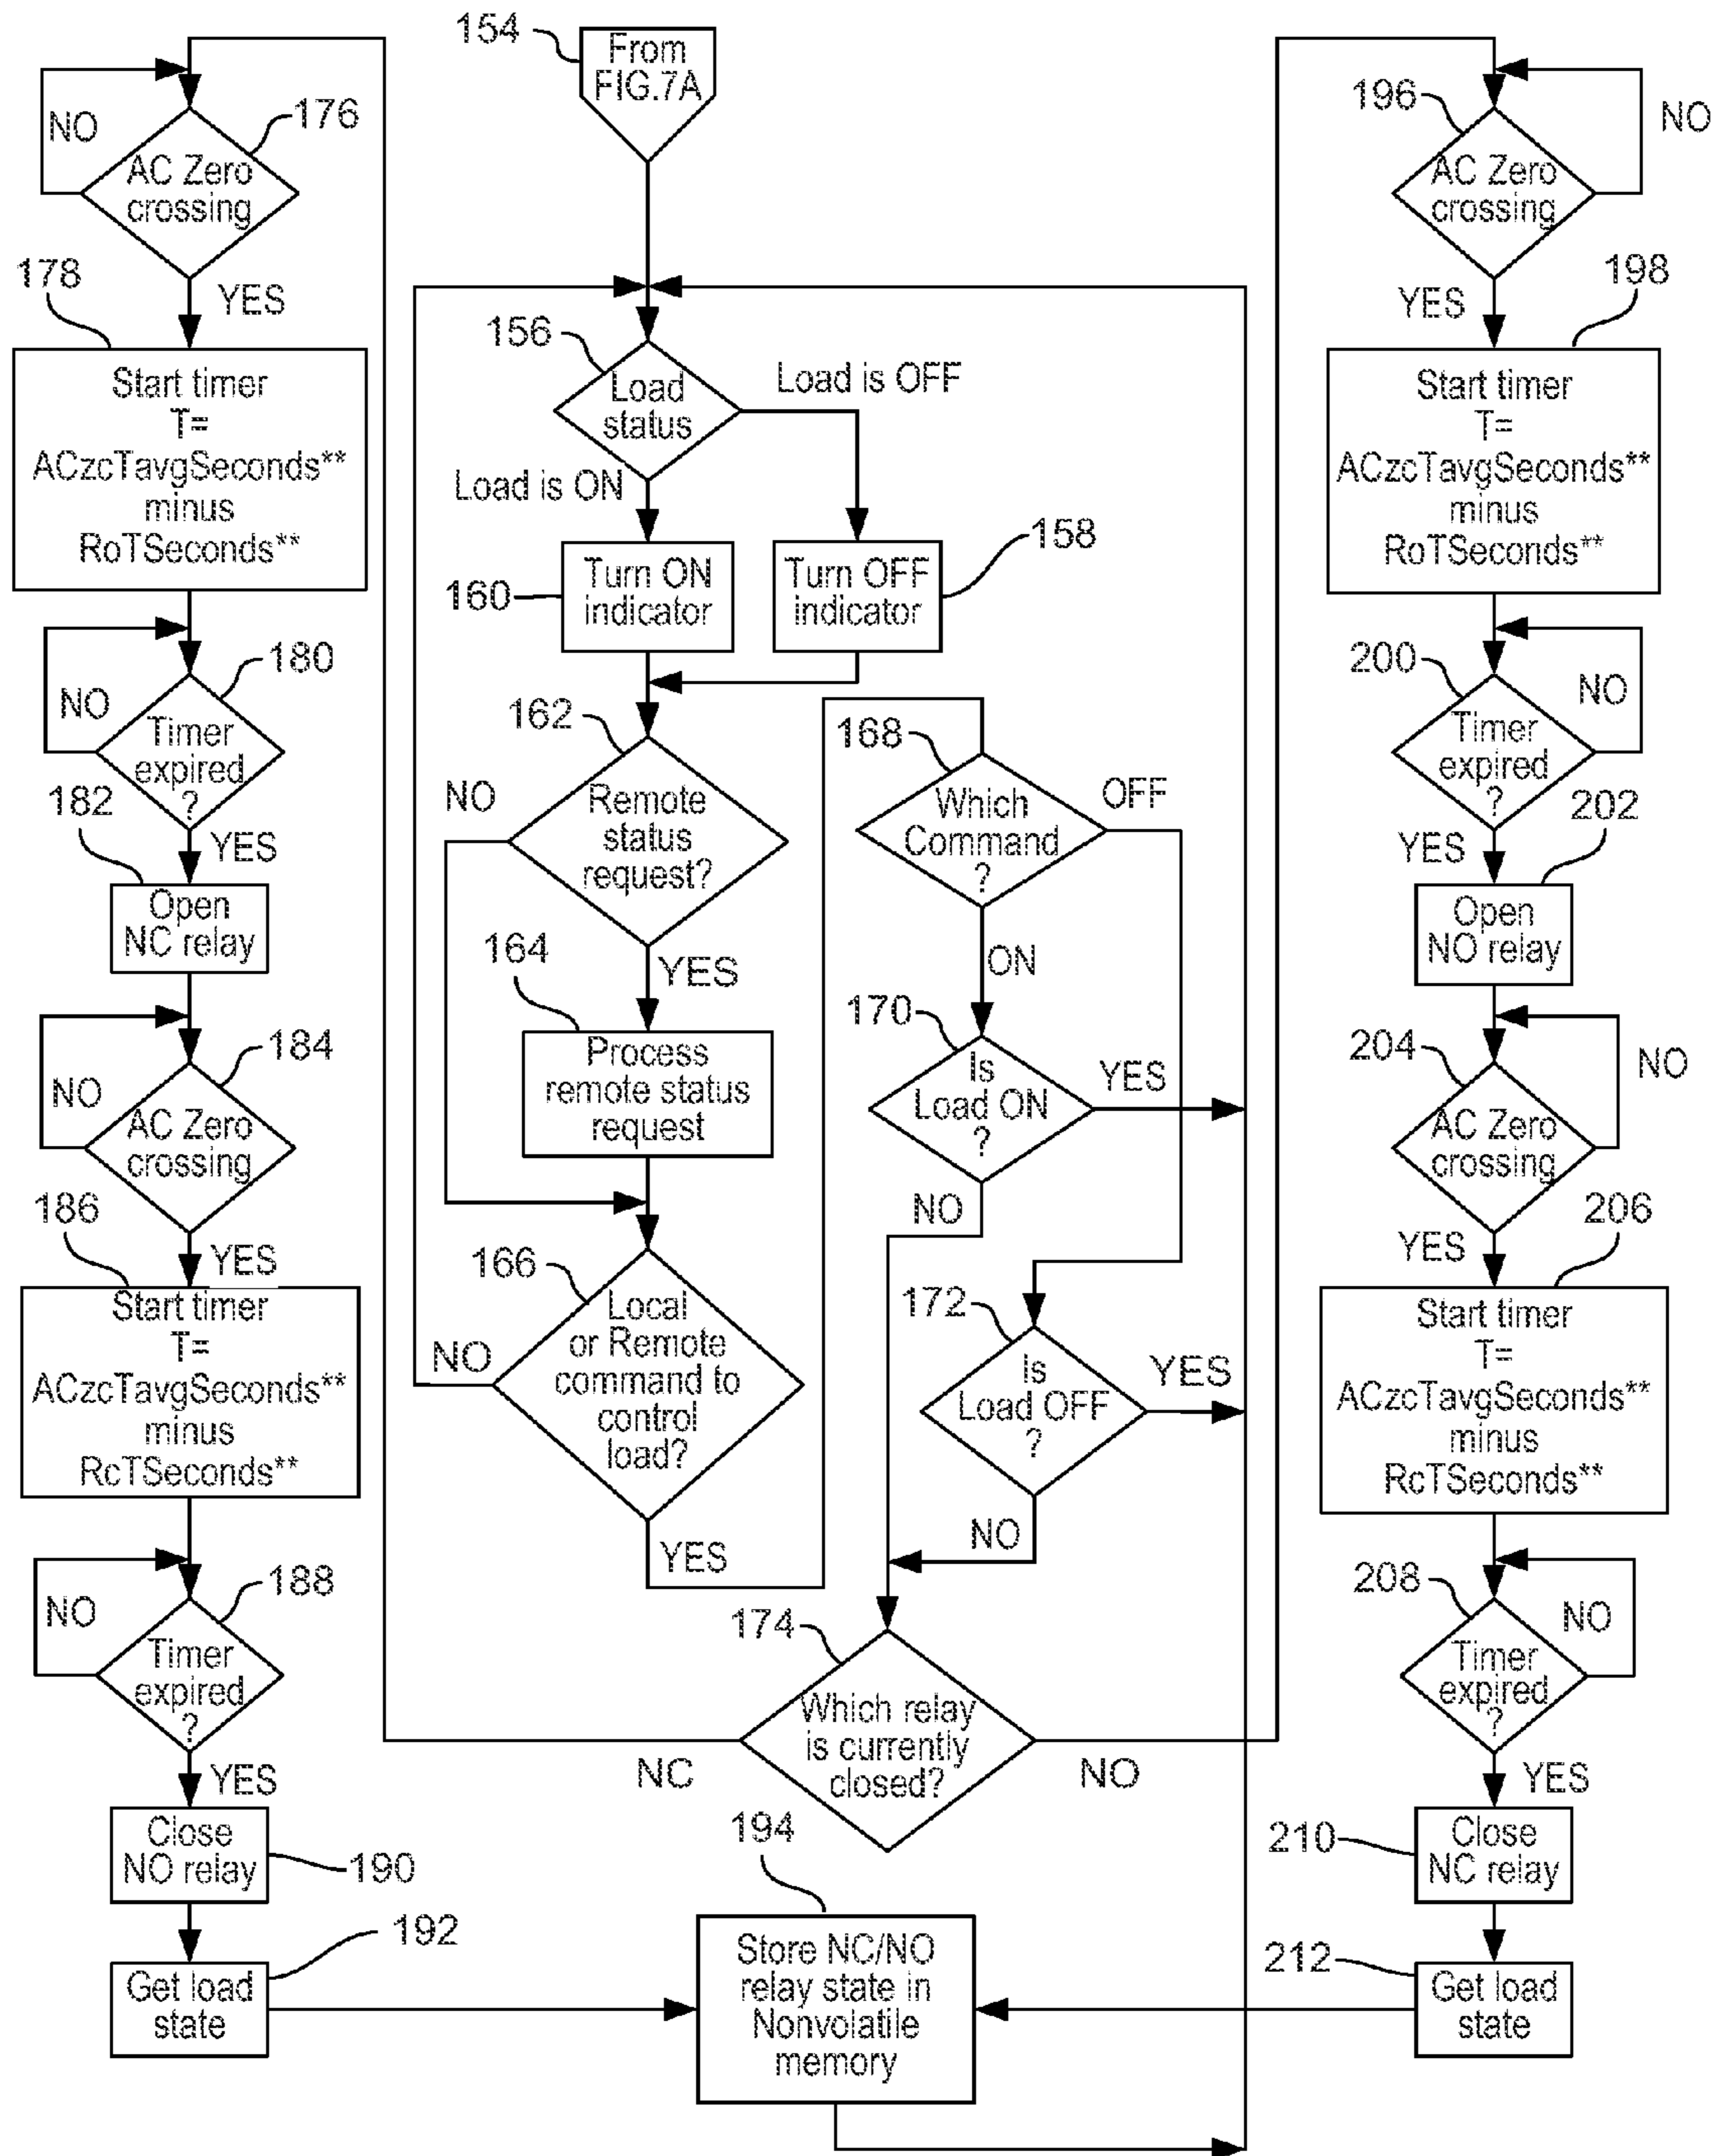 154
From
FIG.7A
NO
176
AC Zero
crossing
YES
178
Start timer
T=
ACzcTavgSeconds**
minus
RoTSeconds**
NO
180
Timer
expired
?
YES
182
Open
NC relay
NO
184
AC Zero
crossing
YES
186
Start timer
T=
ACzcTavgSeconds**
minus
RcTSeconds**
NO
188
Timer
expired
?
YES
Close
NO relay
190
192
Get load
state
156
Load
status
Load is OFF
Load is ON
160
Turn ON
indicator
158
Turn OFF
indicator
162
NO
Remote
status
request?
YES
164
Process
remote status
request
166
NO
Local
or Remote
command to
control
load?
YES
168
Which
Command
?
OFF
ON
170
Is
Load ON
?
YES
NO
172
Is
Load OFF
?
YES
NO
174
Which relay
is currently
closed?
NC
NO
194
Store NC/NO
relay state in
Nonvolatile
memory
196
NO
AC Zero
crossing
YES
198
Start timer
T=
ACzcTavgSeconds**
minus
RoTSeconds**
200
NO
Timer
expired
?
YES
202
Open
NO relay
204
NO
AC Zero
crossing
YES
206
Start timer
T=
ACzcTavgSeconds**
minus
RcTSeconds**
208
NO
Timer
expired
?
YES
210
Close
NC relay
212
Get load
state